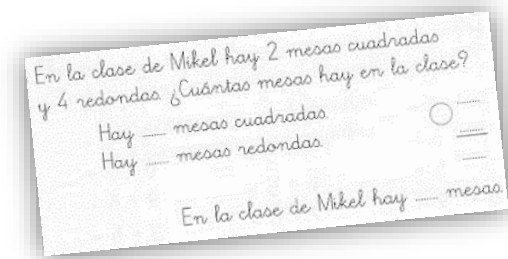 En la clase de Mikel hay 2 mesas cuadradas
y 4 redondas. ¿Cuántas mesas hay en la clase?
Hay ...... mesas cuadradas.
Hay ...... mesas redondas.
En la clase de Mikel hay ...... mesas.